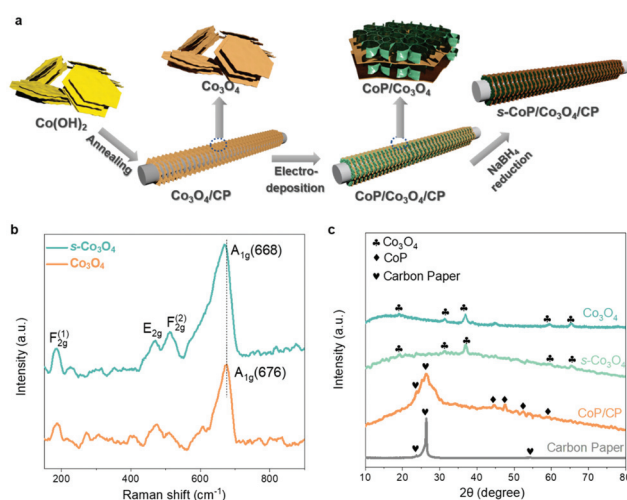 a
Co(OH)₂
Annealing
Co₃O₄
Co₃O₄/CP
Electro-
deposition
CoP/Co₃O₄
CoP/Co₃O₄/CP
NaBH₄
reduction
s-CoP/Co₃O₄/CP
b
s-Co₃O₄
Co₃O₄
A₁g(668)
F₂g⁽¹⁾
E₂g
F₂g⁽²⁾
A₁g(676)
Intensity (a.u.)
200 400 600 800
Raman shift (cm⁻¹)
c
♣ Co₃O₄
♦ CoP
♥ Carbon Paper
Co₃O₄
s-Co₃O₄
CoP/CP
Carbon Paper
Intensity (a.u.)
10 20 30 40 50 60 70 80
2θ (degree)